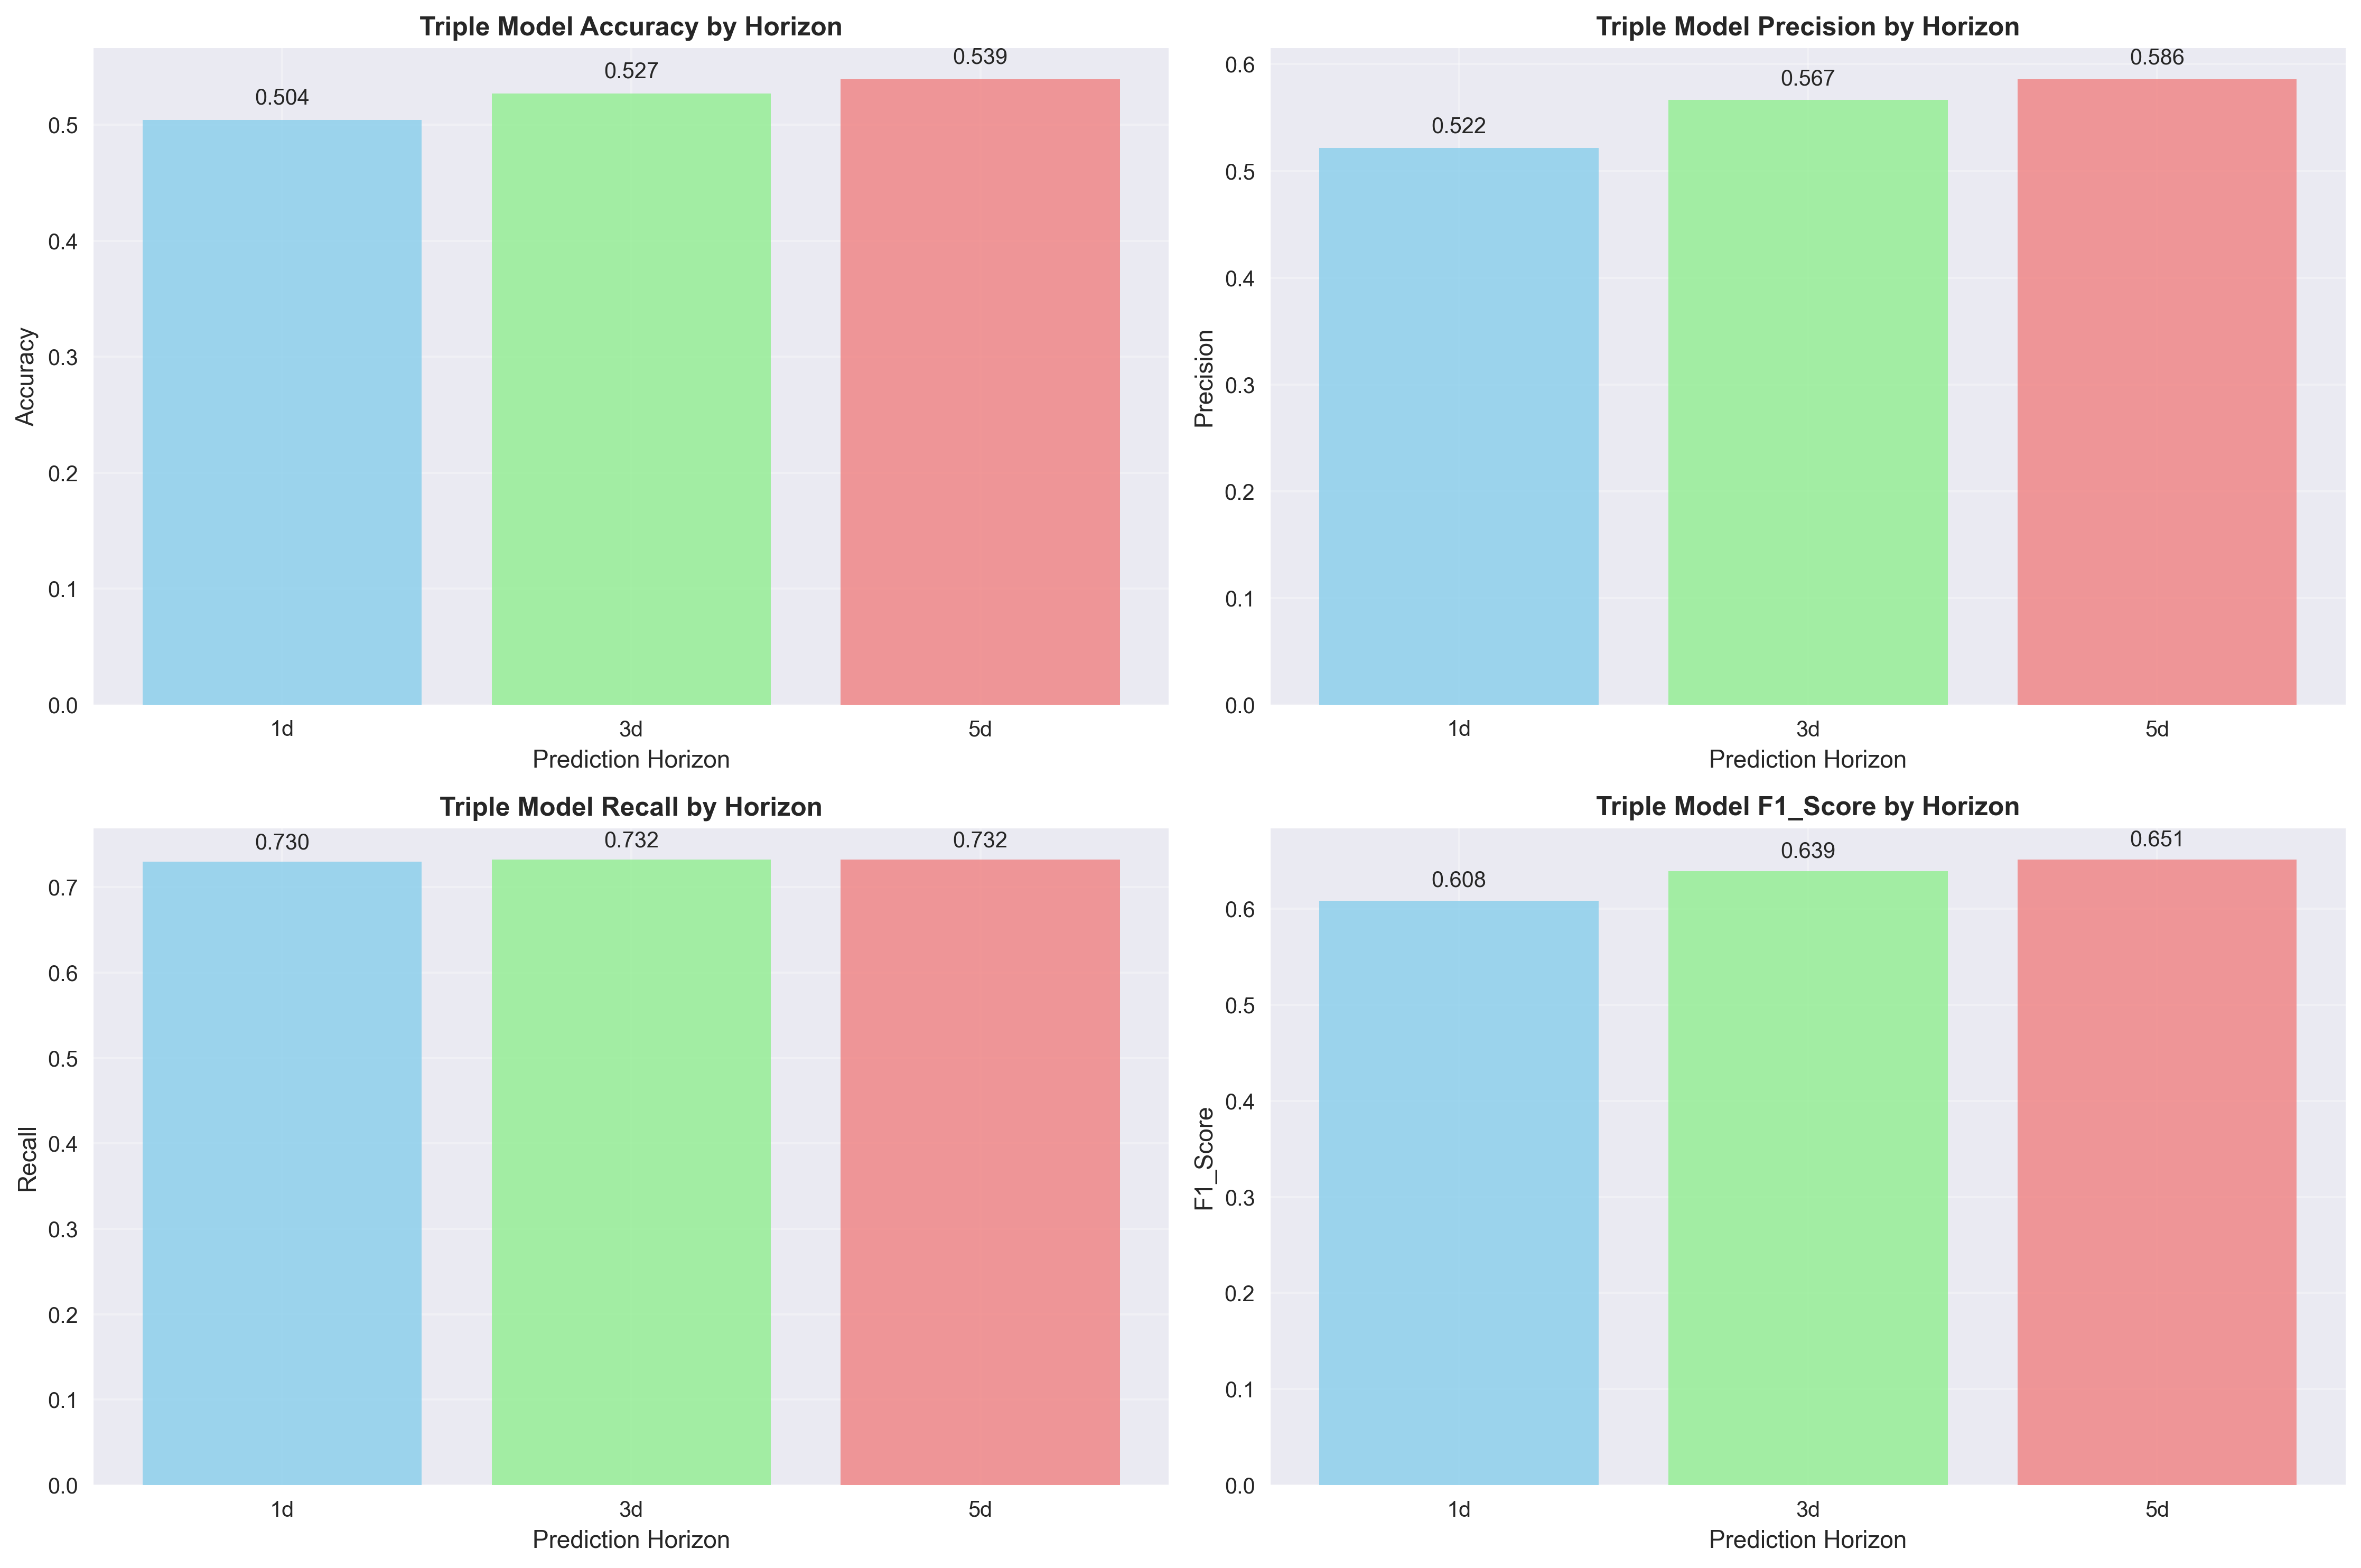 Triple Model Accuracy by Horizon
Accuracy
0.5
0.4
0.3
0.2
0.1
0.0
0.504
0.527
0.539
1d
3d
5d
Prediction Horizon
Triple Model Precision by Horizon
Precision
0.6
0.5
0.4
0.3
0.2
0.1
0.0
0.522
0.567
0.586
1d
3d
5d
Prediction Horizon
Triple Model Recall by Horizon
Recall
0.7
0.6
0.5
0.4
0.3
0.2
0.1
0.0
0.730
0.732
0.732
1d
3d
5d
Prediction Horizon
Triple Model F1_Score by Horizon
F1_Score
0.6
0.5
0.4
0.3
0.2
0.1
0.0
0.608
0.639
0.651
1d
3d
5d
Prediction Horizon